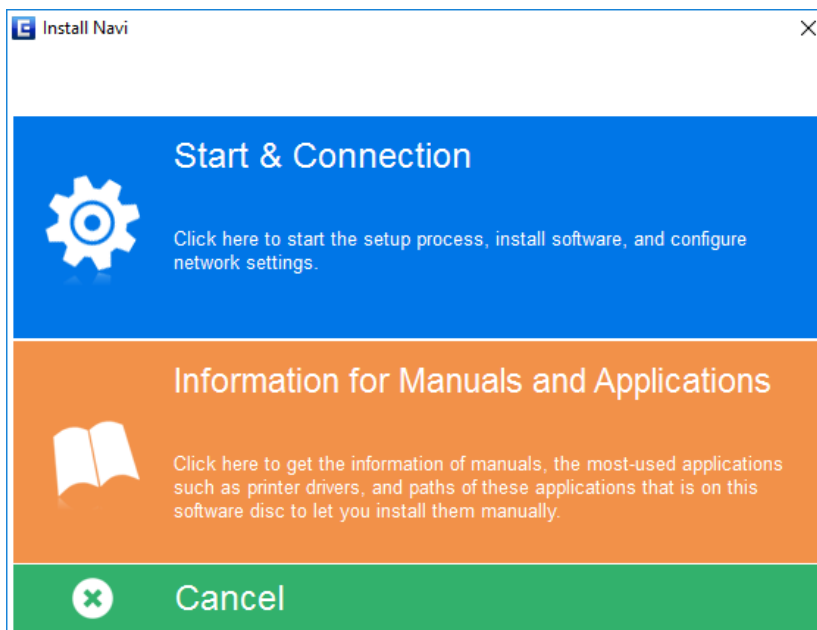 Install Navi
Start & Connection
Click here to start the setup process, install software, and configure
network settings.
Information for Manuals and Applications
Click here to get the information of manuals, the most-used applications
such as printer drivers, and paths of these applications that is on this
software disc to let you install them manually.
Cancel